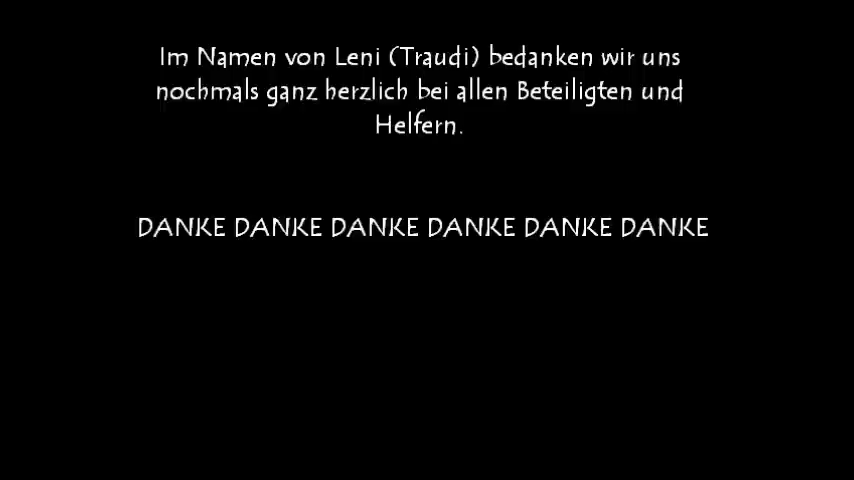 Im Namen von Leni (Traudi) bedanken wir uns
nochmals ganz herzlich bei allen Beteiligten und
Helfern.
DANKE DANKE DANKE DANKE DANKE DANKE